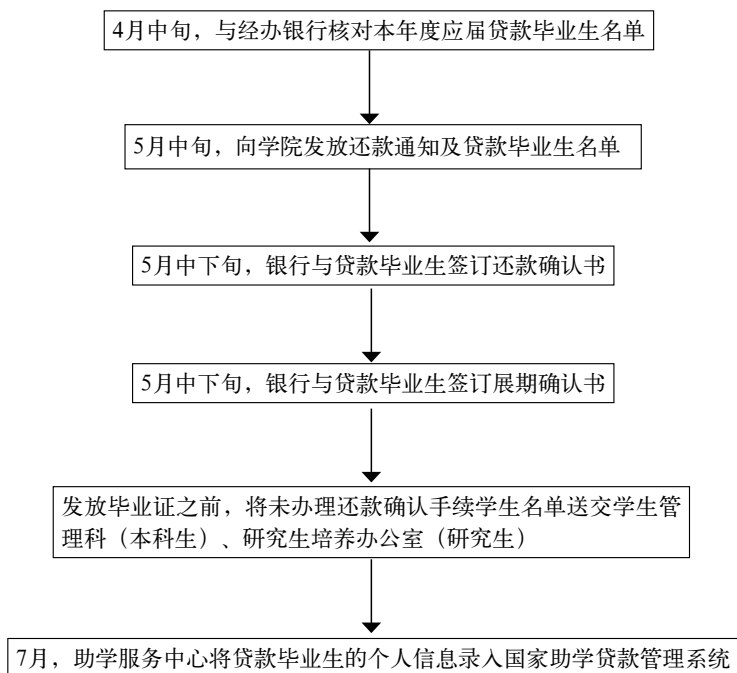 4月中旬，与经办银行核对本年度应届贷款毕业生名单
5月中旬，向学院发放还款通知及贷款毕业生名单
5月中下旬，银行与贷款毕业生签订还款确认书
5月中下旬，银行与贷款毕业生签订展期确认书
发放毕业证之前，将未办理还款确认手续学生名单送交学生管
理科（本科生）、研究生培养办公室（研究生）
7月，助学服务中心将贷款毕业生的个人信息录入国家助学贷款管理系统